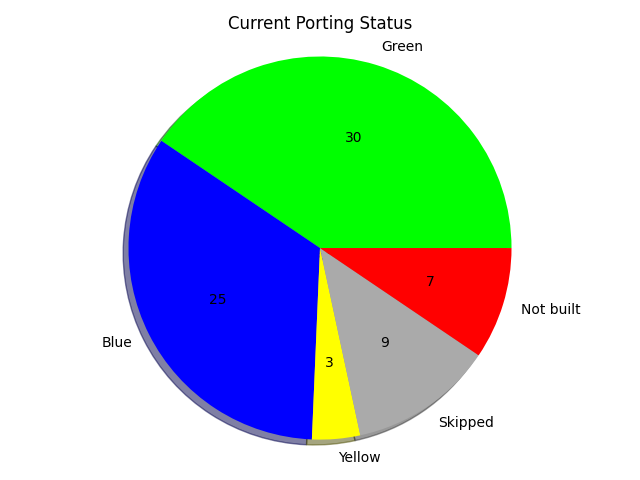 Current Porting Status
Green
30
25
7
Not built
Blue
3
9
Skipped
Yellow